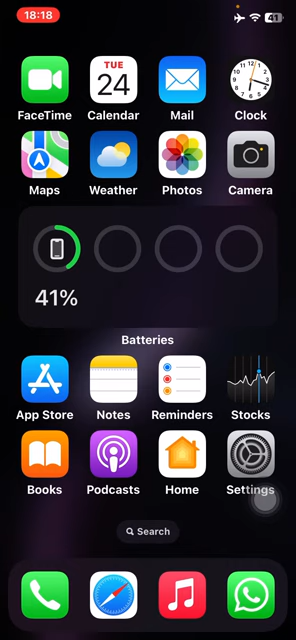 18:18
41
TUE
24
FaceTime Calendar Mail Clock
Maps Weather Photos Camera
41%
Batteries
App Store Notes Reminders Stocks
Books Podcasts Home Settings
Search